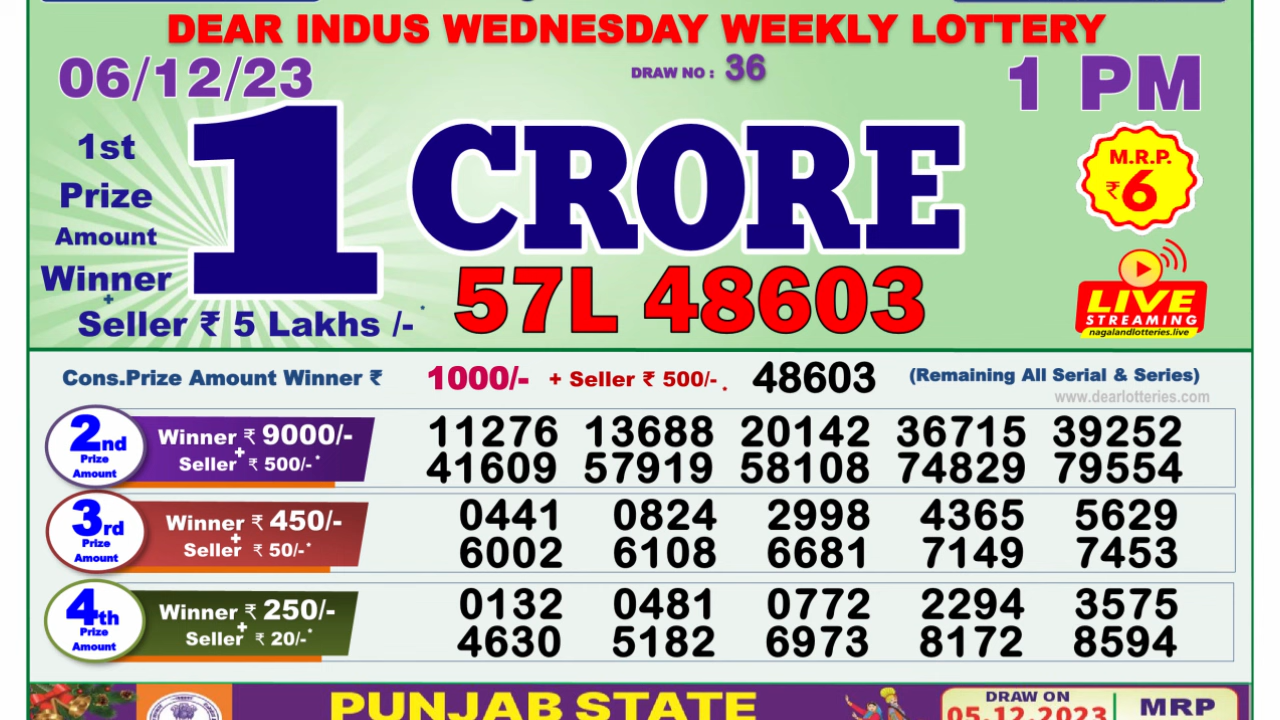 DEAR INDUS WEDNESDAY WEEKLY LOTTERY
06/12/23
DRAW NO : 36
1 PM
1st
Prize
Amount
Winner
+
Seller ₹ 5 Lakhs /-*
1 CRORE
57L 48603
M.R.P.
₹6
LIVE
STREAMING
nagalandlotteries.live
Cons.Prize Amount Winner ₹ 1000/- + Seller ₹ 500/- . 48603 (Remaining All Serial & Series)
www.dearlotteries.com
2nd
Prize
Amount
Winner ₹ 9000/-
+
Seller ₹ 500/-*
11276 13688 20142 36715 39252
41609 57919 58108 74829 79554
3rd
Prize
Amount
Winner ₹ 450/-
+
Seller ₹ 50/-*
0441 0824 2998 4365 5629
6002 6108 6681 7149 7453
4th
Prize
Amount
Winner ₹ 250/-
+
Seller ₹ 20/-*
0132 0481 0772 2294 3575
4630 5182 6973 8172 8594
PUNJAB STATE
DRAW ON
05.12.2023
MRP